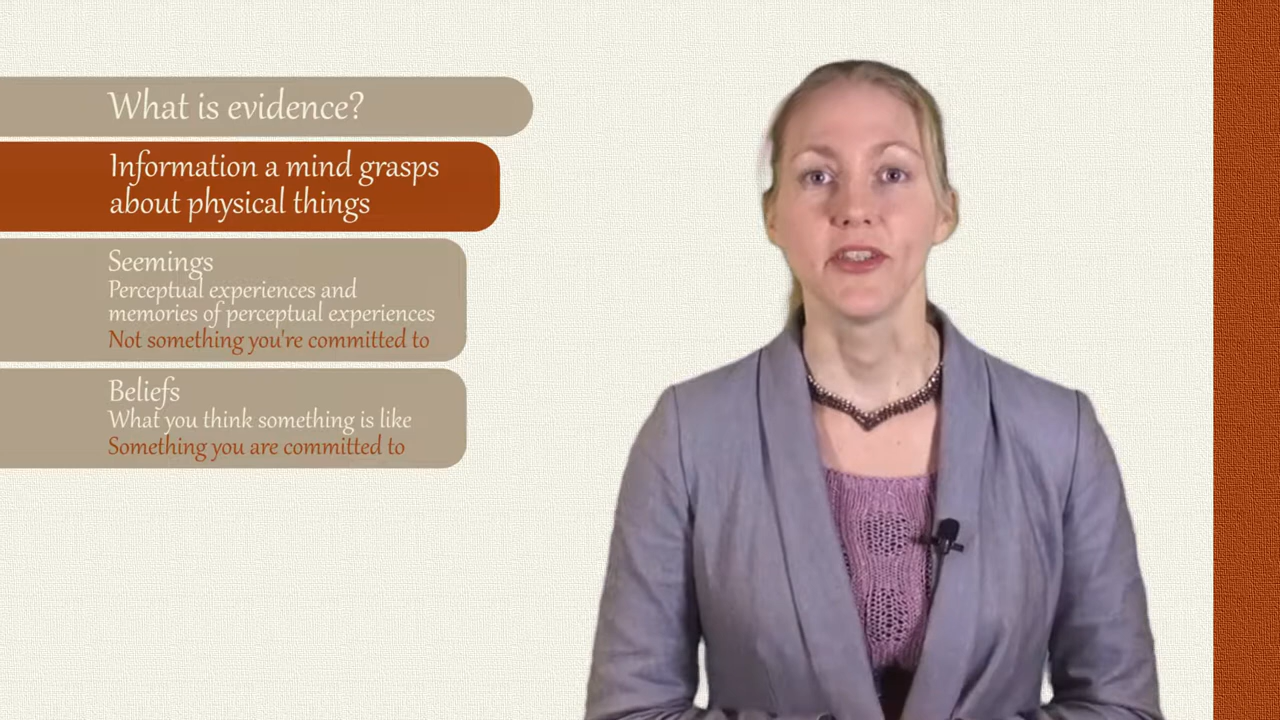 What is evidence?
Information a mind grasps
about physical things
Seemings
Perceptual experiences and
memories of perceptual experiences
Not something you're committed to
Beliefs
What you think something is like
Something you are committed to